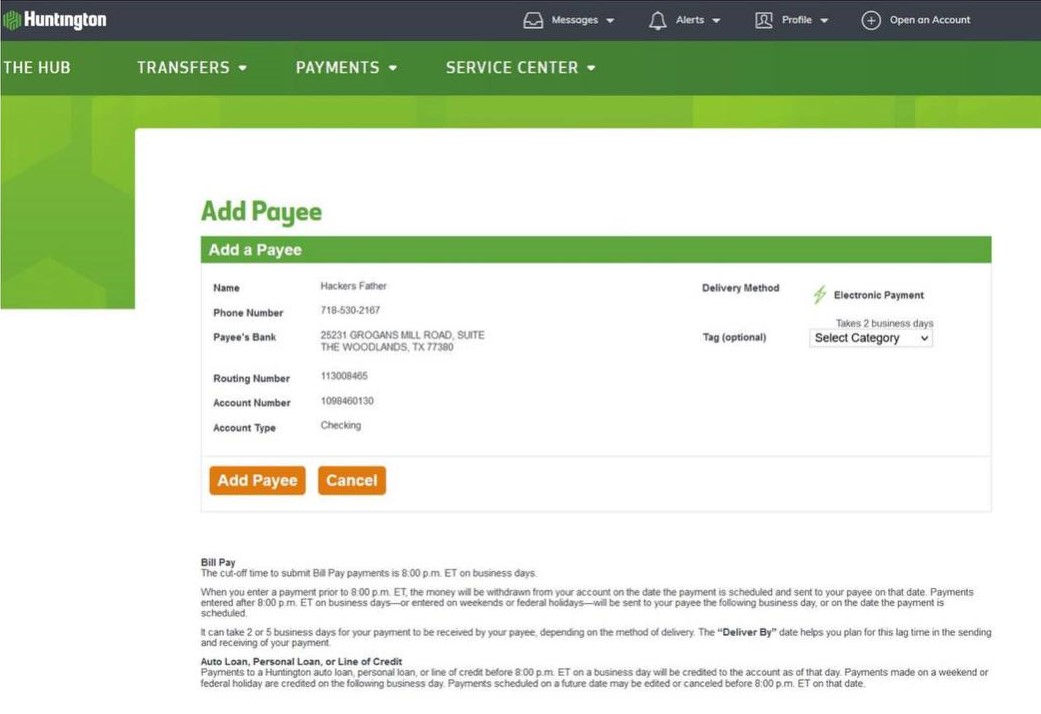 Huntington
Messages
Alerts
Profile
Open an Account
THE HUB
TRANSFERS
PAYMENTS
SERVICE CENTER
Add Payee
Add a Payee
Name Hackers Father
Phone Number 718-530-2167
Payee's Bank 25231 GROGANS MILL ROAD, SUITE
THE WOODLANDS, TX 77380
Routing Number 113008465
Account Number 1098460130
Account Type Checking
Delivery Method Electronic Payment
Takes 2 business days
Tag (optional) Select Category
Add Payee Cancel
Bill Pay
The cut-off time to submit Bill Pay payments is 8:00 p.m. ET on business days.
When you enter a payment prior to 8:00 p.m. ET, the money will be withdrawn from your account on the date the payment is scheduled and sent to your payee on that date. Payments
entered after 8:00 p.m. ET on business days—or entered on weekends or federal holidays—will be sent to your payee the following business day, or on the date the payment is
scheduled.
It can take 2 or 5 business days for your payment to be received by your payee, depending on the method of delivery. The “Deliver By” date helps you plan for this lag time in the sending
and receiving of your payment.
Auto Loan, Personal Loan, or Line of Credit
Payments to a Huntington auto loan, personal loan, or line of credit before 8:00 p.m. ET on a business day will be credited to the account as of that day. Payments made on a weekend or
federal holiday are credited on the following business day. Payments scheduled on a future date may be edited or canceled before 8:00 p.m. ET on that date.